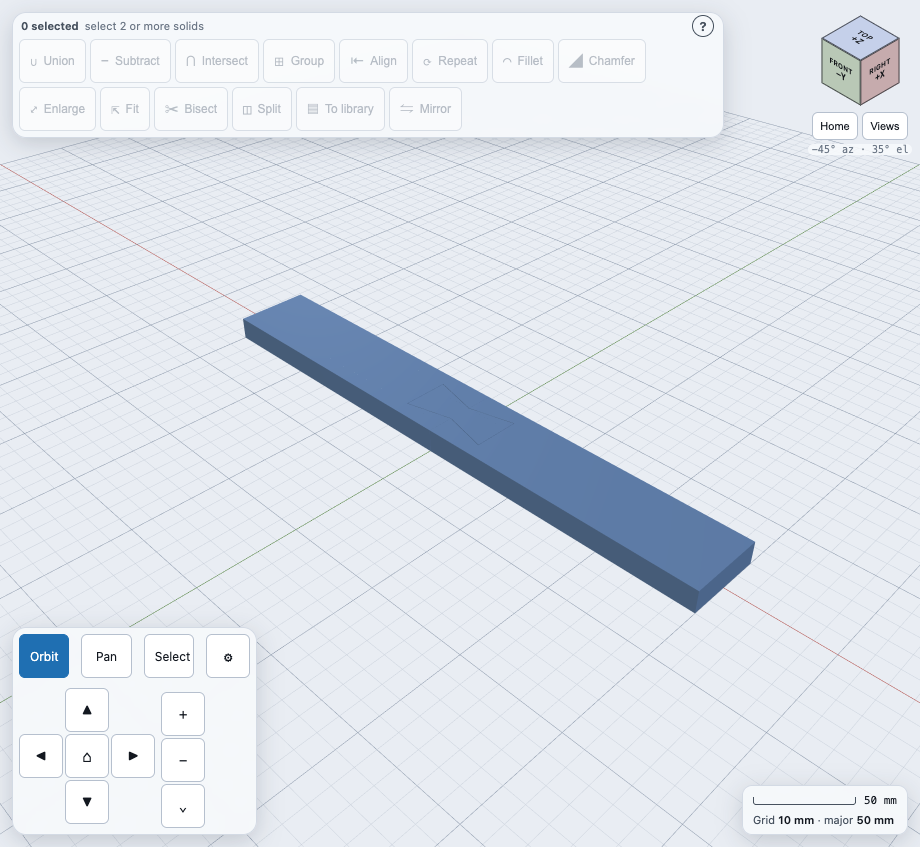 0 selected select 2 or more solids
?
Union Subtract Intersect Group Align Repeat Fillet Chamfer
Enlarge Fit Bisect Split To library Mirror
TOP
+Z
FRONT
−Y
RIGHT
+X
Home Views
−45° az · 35° el
Orbit Pan Select
+
−
50 mm
Grid 10 mm · major 50 mm